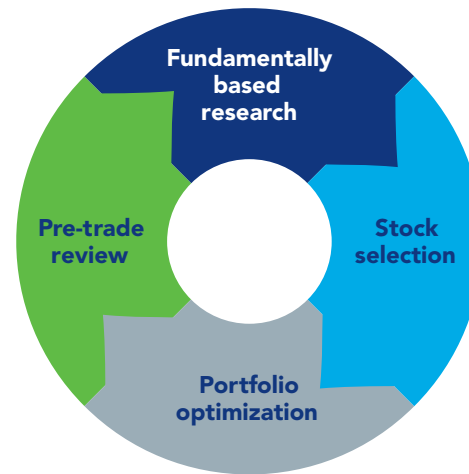 Fundamentally
based
research
Stock
selection
Portfolio
optimization
Pre-trade
review